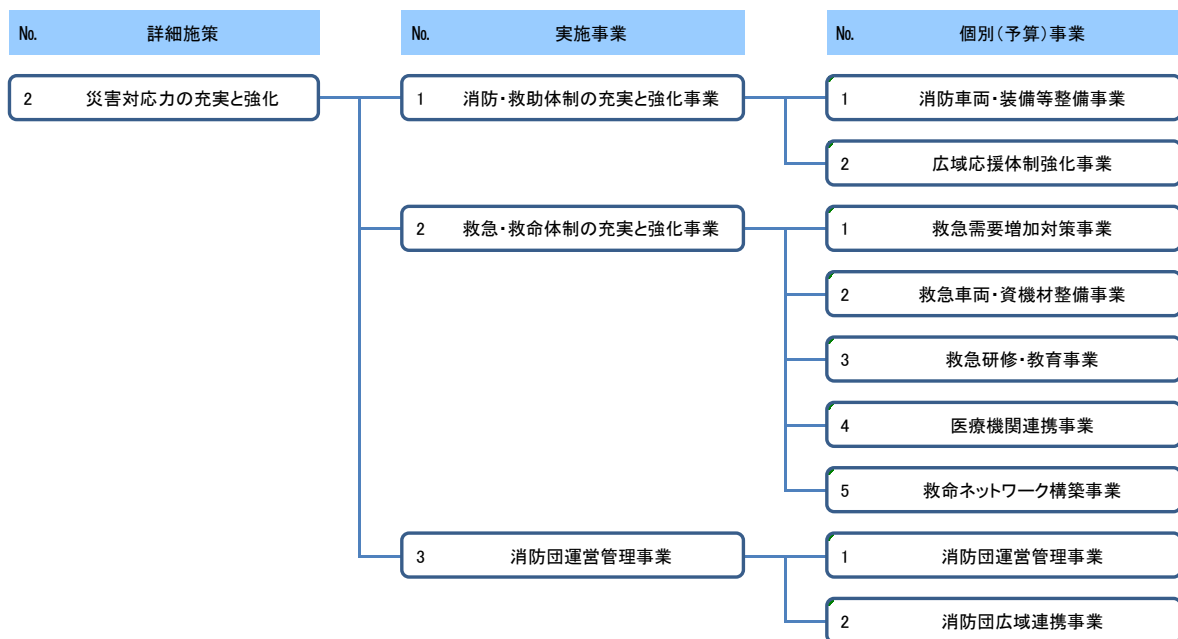 No. 詳細施策 No. 実施事業 No. 個別(予算)事業
2 災害対応力の充実と強化 1 消防・救助体制の充実と強化事業 1 消防車両・装備等整備事業
2 広域応援体制強化事業
2 救急・救命体制の充実と強化事業 1 救急需要増加対策事業
2 救急車両・資機材整備事業
3 救急研修・教育事業
4 医療機関連携事業
5 救命ネットワーク構築事業
3 消防団運営管理事業 1 消防団運営管理事業
2 消防団広域連携事業